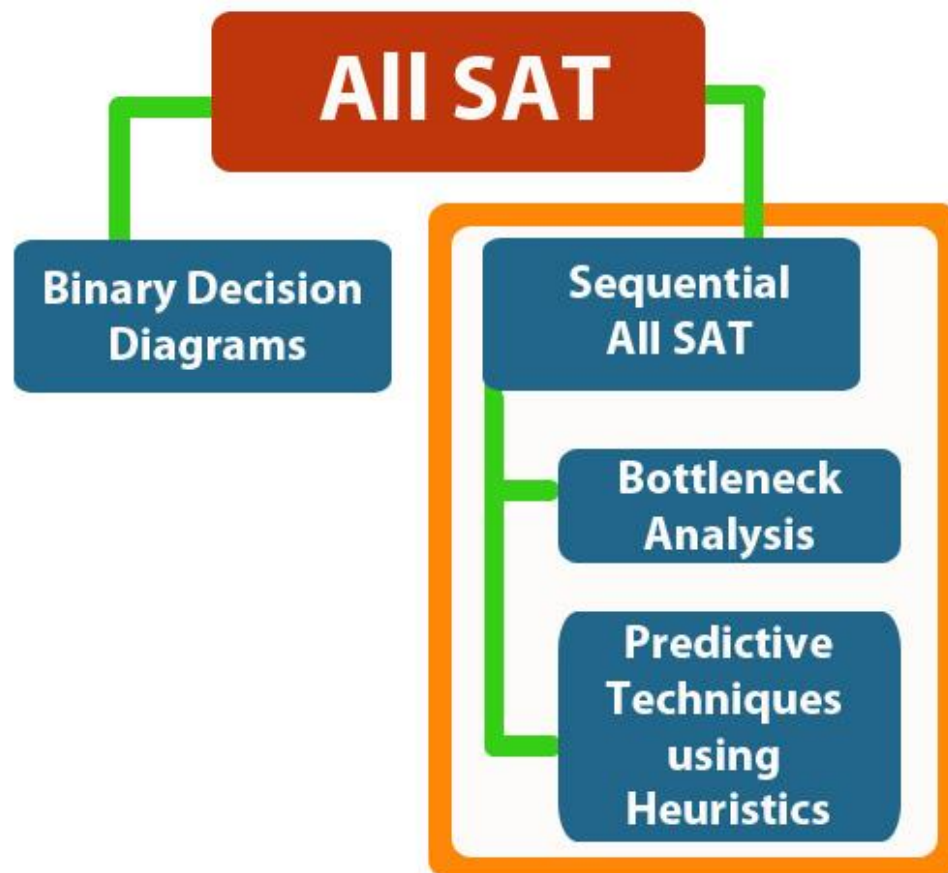 All SAT
Binary Decision
Diagrams
Sequential
All SAT
Bottleneck
Analysis
Predictive
Techniques
using
Heuristics